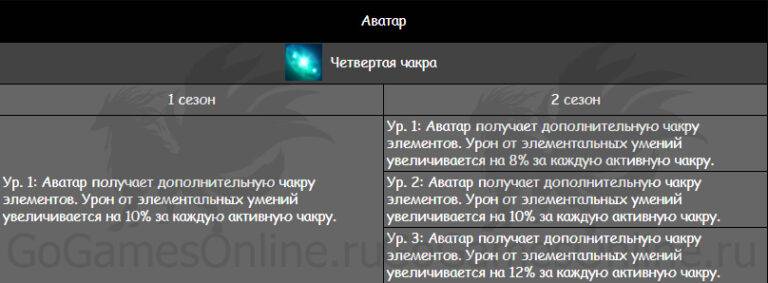 Аватар
Четвертая чакра
1 сезон
2 сезон
Ур. 1: Аватар получает дополнительную чакру
элементов. Урон от элементальных умений
увеличивается на 10% за каждую активную чакру.
Ур. 1: Аватар получает дополнительную чакру
элементов. Урон от элементальных умений
увеличивается на 8% за каждую активную чакру.
Ур. 2: Аватар получает дополнительную чакру
элементов. Урон от элементальных умений
увеличивается на 10% за каждую активную чакру.
Ур. 3: Аватар получает дополнительную чакру
элементов. Урон от элементальных умений
увеличивается на 12% за каждую активную чакру.
GoGamesOnline.ru